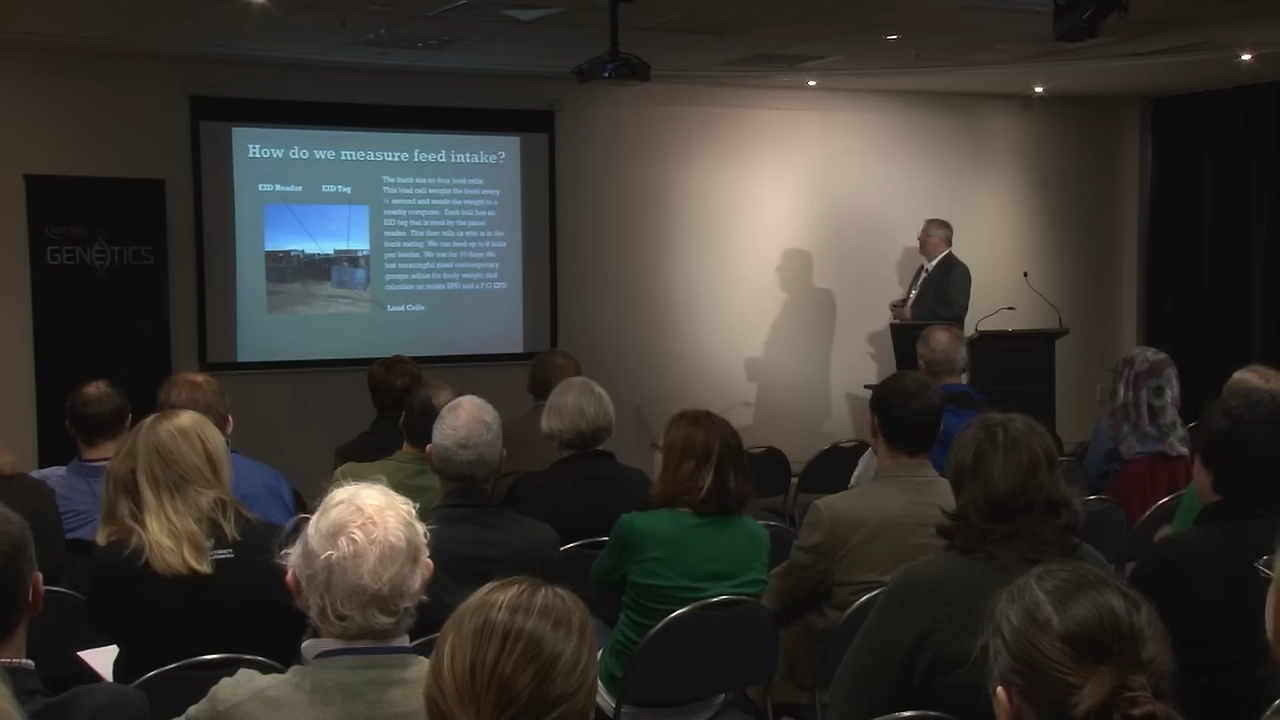 How do we measure feed intake?
EID Reader EID Tag
The bunk sits on four load cells.
This load cell weighs the bunk every
½ second and sends the weight to a
nearby computer. Each bull has an
EID tag that is read by the panel
reader. This then tells us who is in the
bunk eating. We can feed up to 8 bulls
per feeder. We test for 70 days. We
test meaningful sized contemporary
groups, adjust for body weight, and
calculate an intake EPD and a F:G EPD
Load Cells
GENETICS